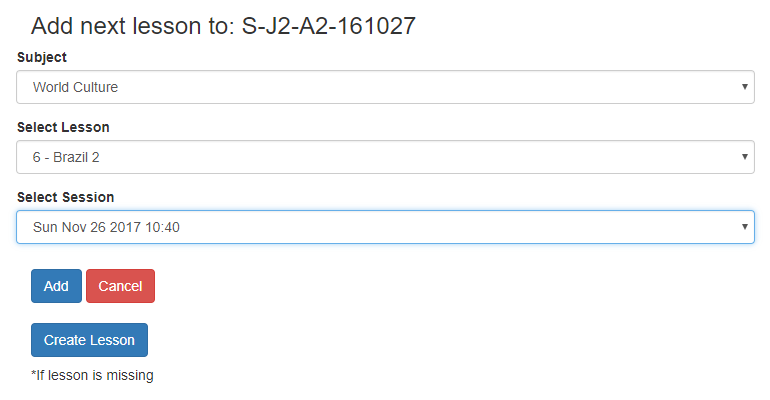 Add next lesson to: S-J2-A2-161027
Subject
World Culture
Select Lesson
6 - Brazil 2
Select Session
Sun Nov 26 2017 10:40
Add Cancel
Create Lesson
*If lesson is missing